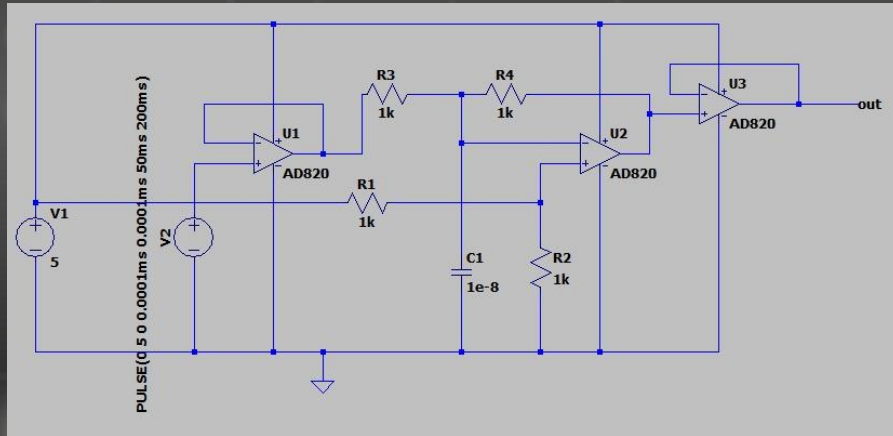 R3
1k
R4
1k
U3
AD820
out
U1
AD820
U2
AD820
R1
1k
V1
5
V2
PULSE(0 5 0 0.0001ms 0.0001ms 50ms 200ms)
C1
1e-8
R2
1k